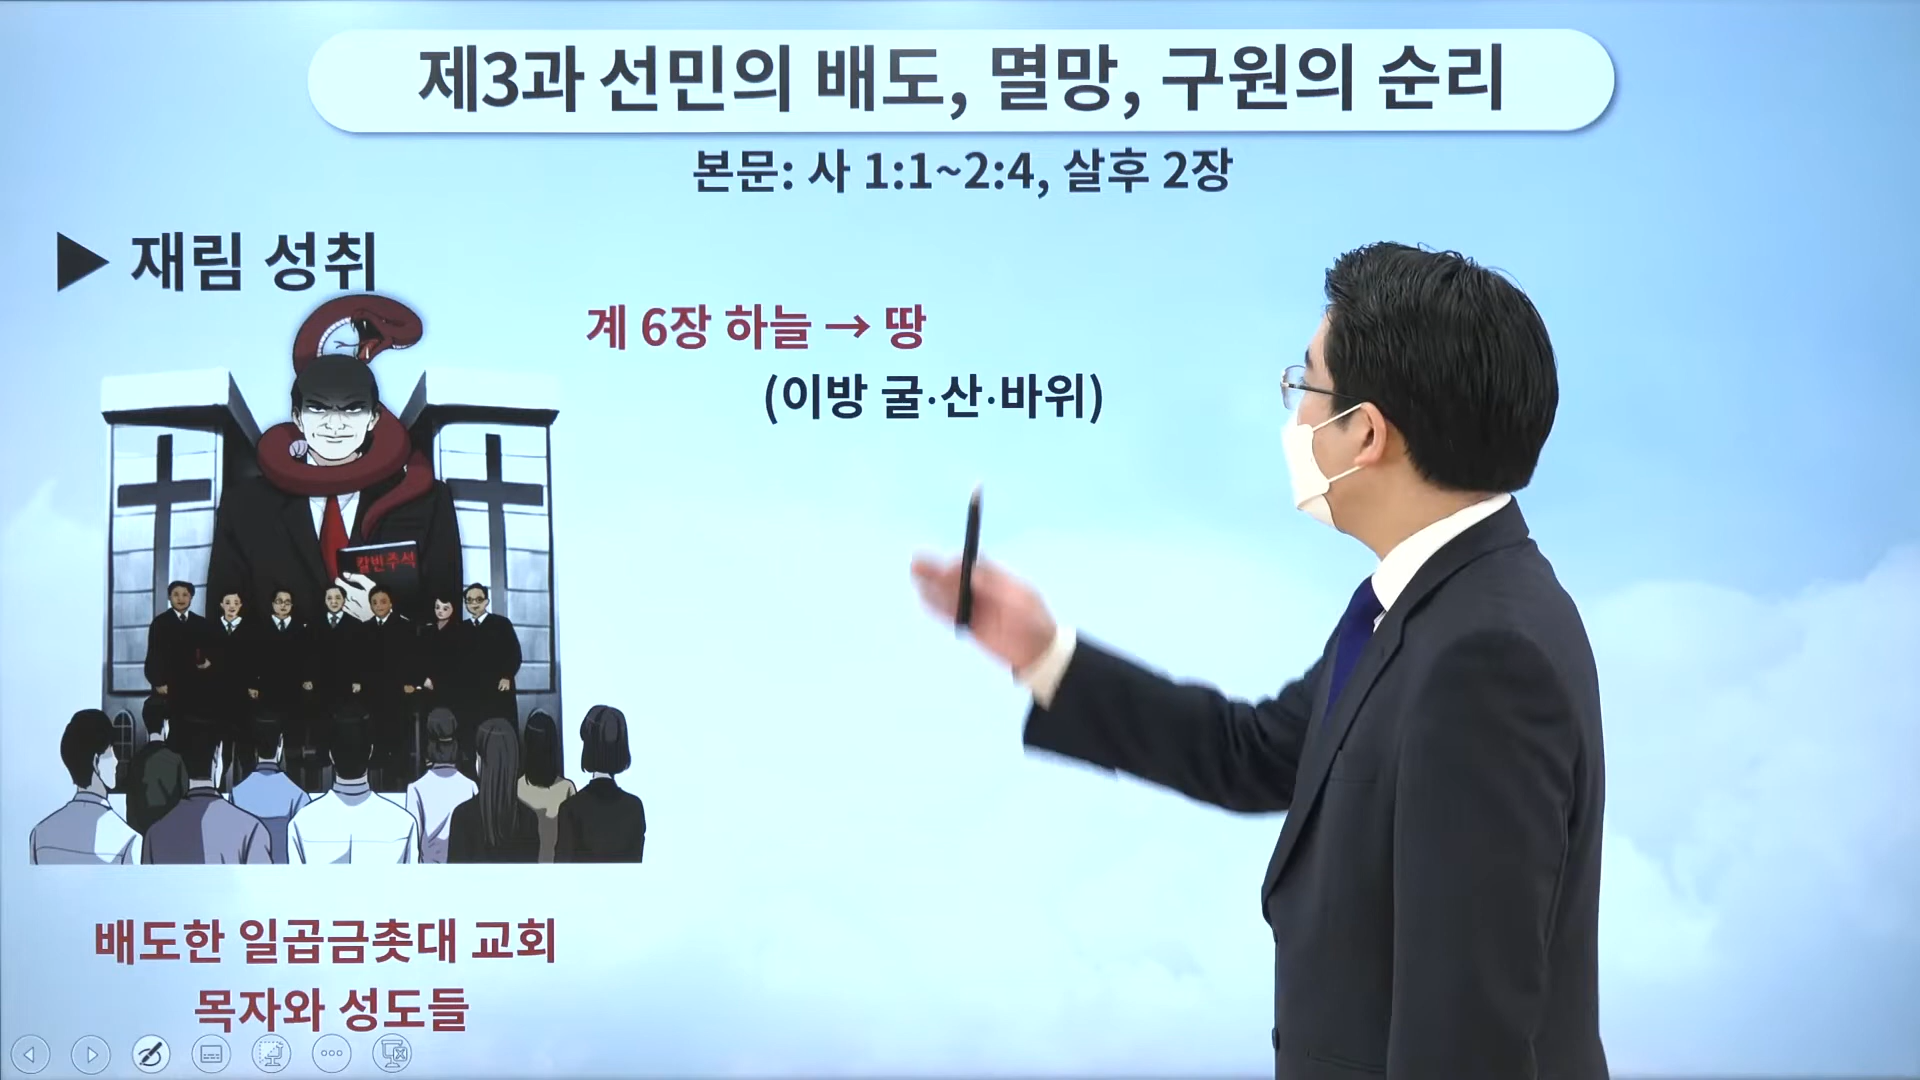 제3과 선민의 배도, 멸망, 구원의 순리
본문: 사 1:1~2:4, 살후 2장
▶ 재림 성취
계 6장 하늘 → 땅
(이방 굴·산·바위)
칼빈주석
배도한 일곱금촛대 교회
목자와 성도들